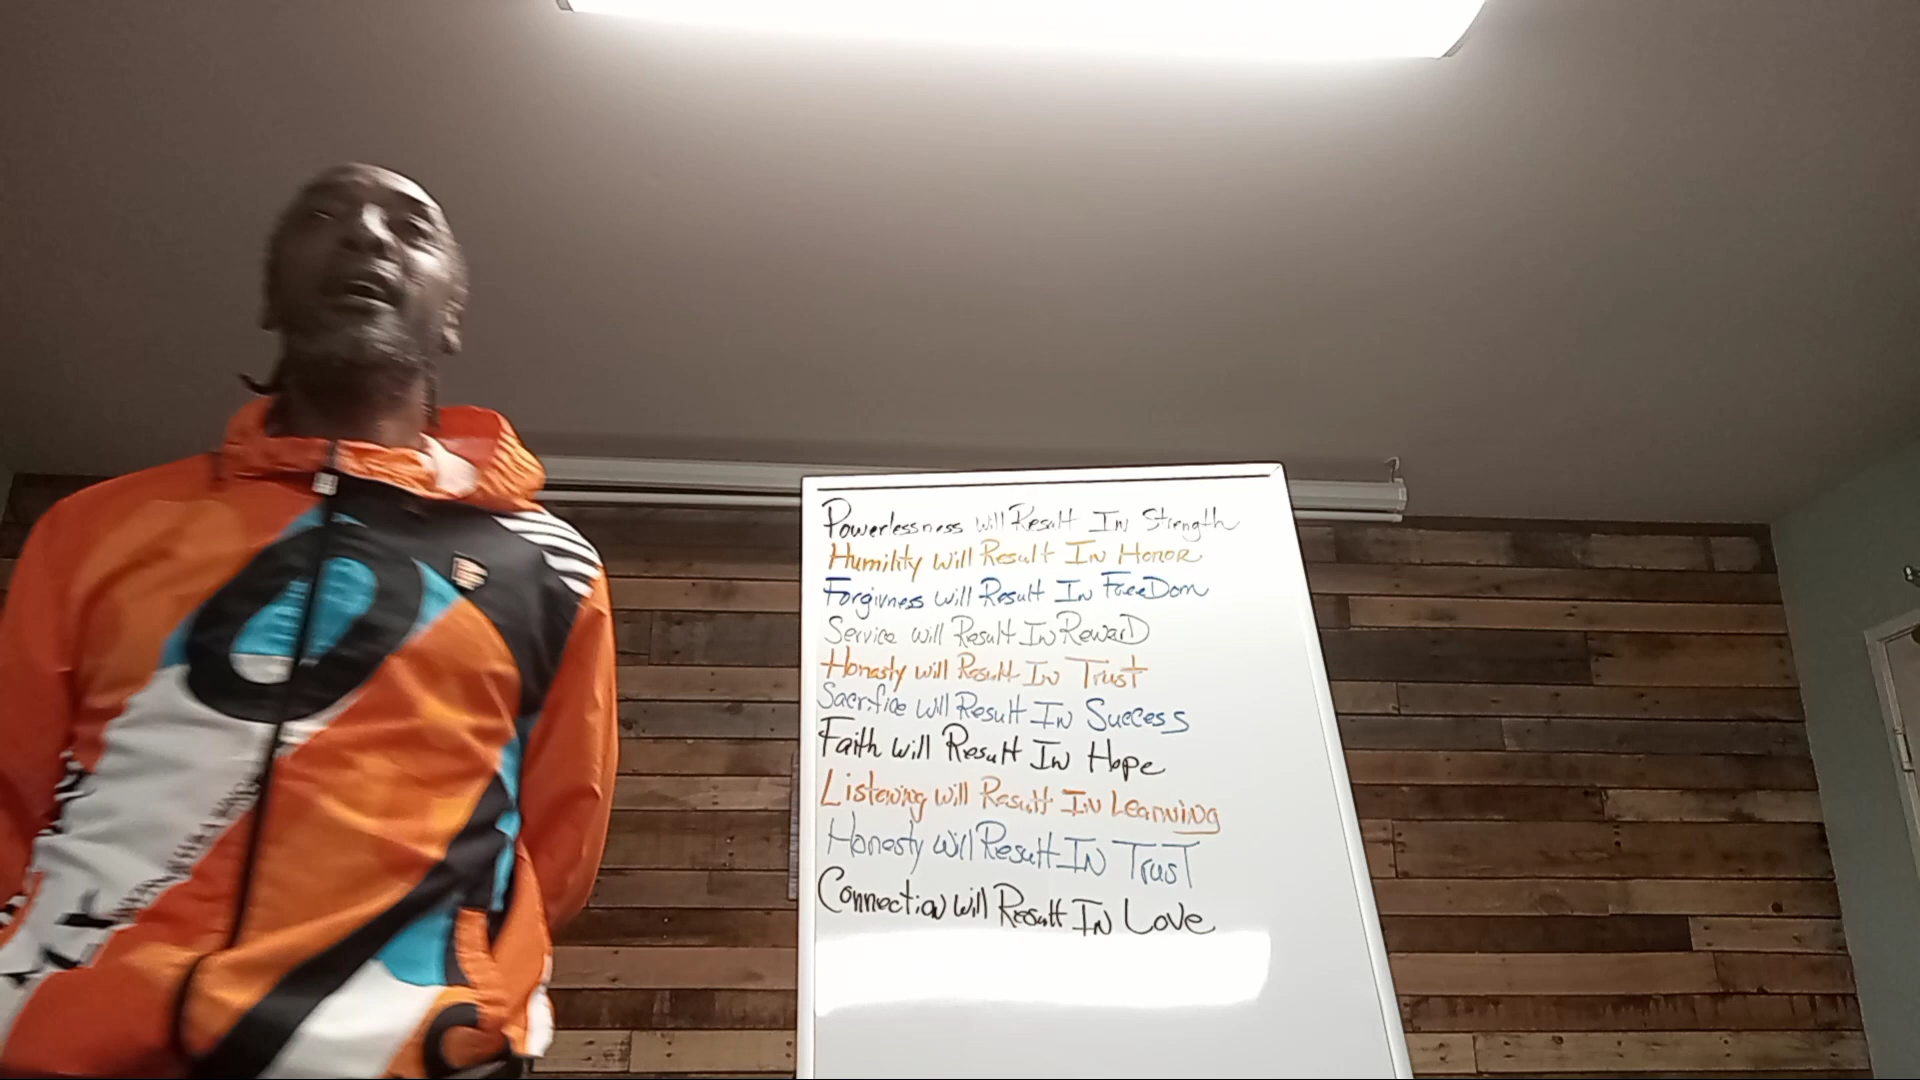 Powerlessness will Result In Strength
Humility will Result In Honor
Forgivness will Result In FreeDom
Service will Result In RewarD
Honesty will Result In Trust
Sacrifice will Result In Success
Faith will Result In Hope
Listening will Result In Learning
Honesty will Result In TrusT
Connection will Result In Love